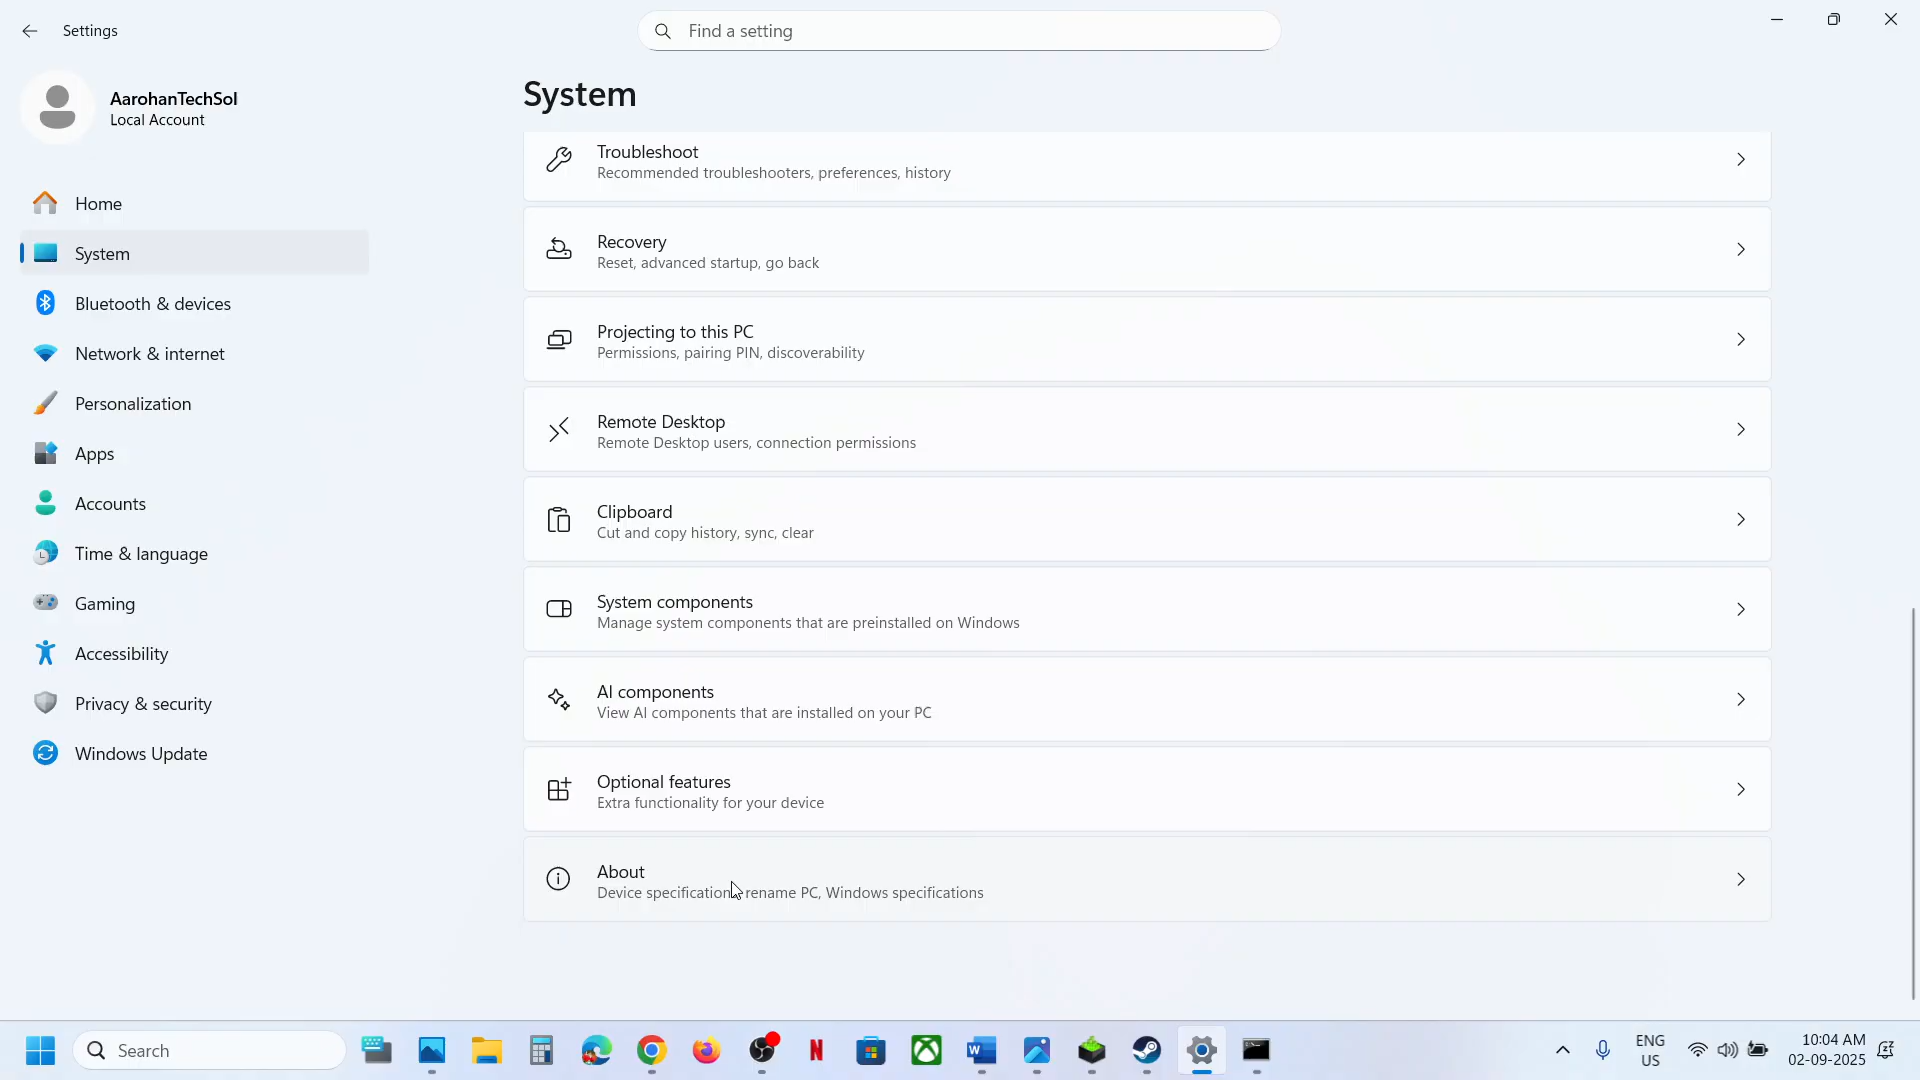 Settings
Find a setting
AarohanTechSol
Local Account
Home
System
Bluetooth & devices
Network & internet
Personalization
Apps
Accounts
Time & language
Gaming
Accessibility
Privacy & security
Windows Update
System
Troubleshoot
Recommended troubleshooters, preferences, history
Recovery
Reset, advanced startup, go back
Projecting to this PC
Permissions, pairing PIN, discoverability
Remote Desktop
Remote Desktop users, connection permissions
Clipboard
Cut and copy history, sync, clear
System components
Manage system components that are preinstalled on Windows
AI components
View AI components that are installed on your PC
Optional features
Extra functionality for your device
About
Device specifications, rename PC, Windows specifications
Search
ENG
US
10:04 AM
02-09-2025